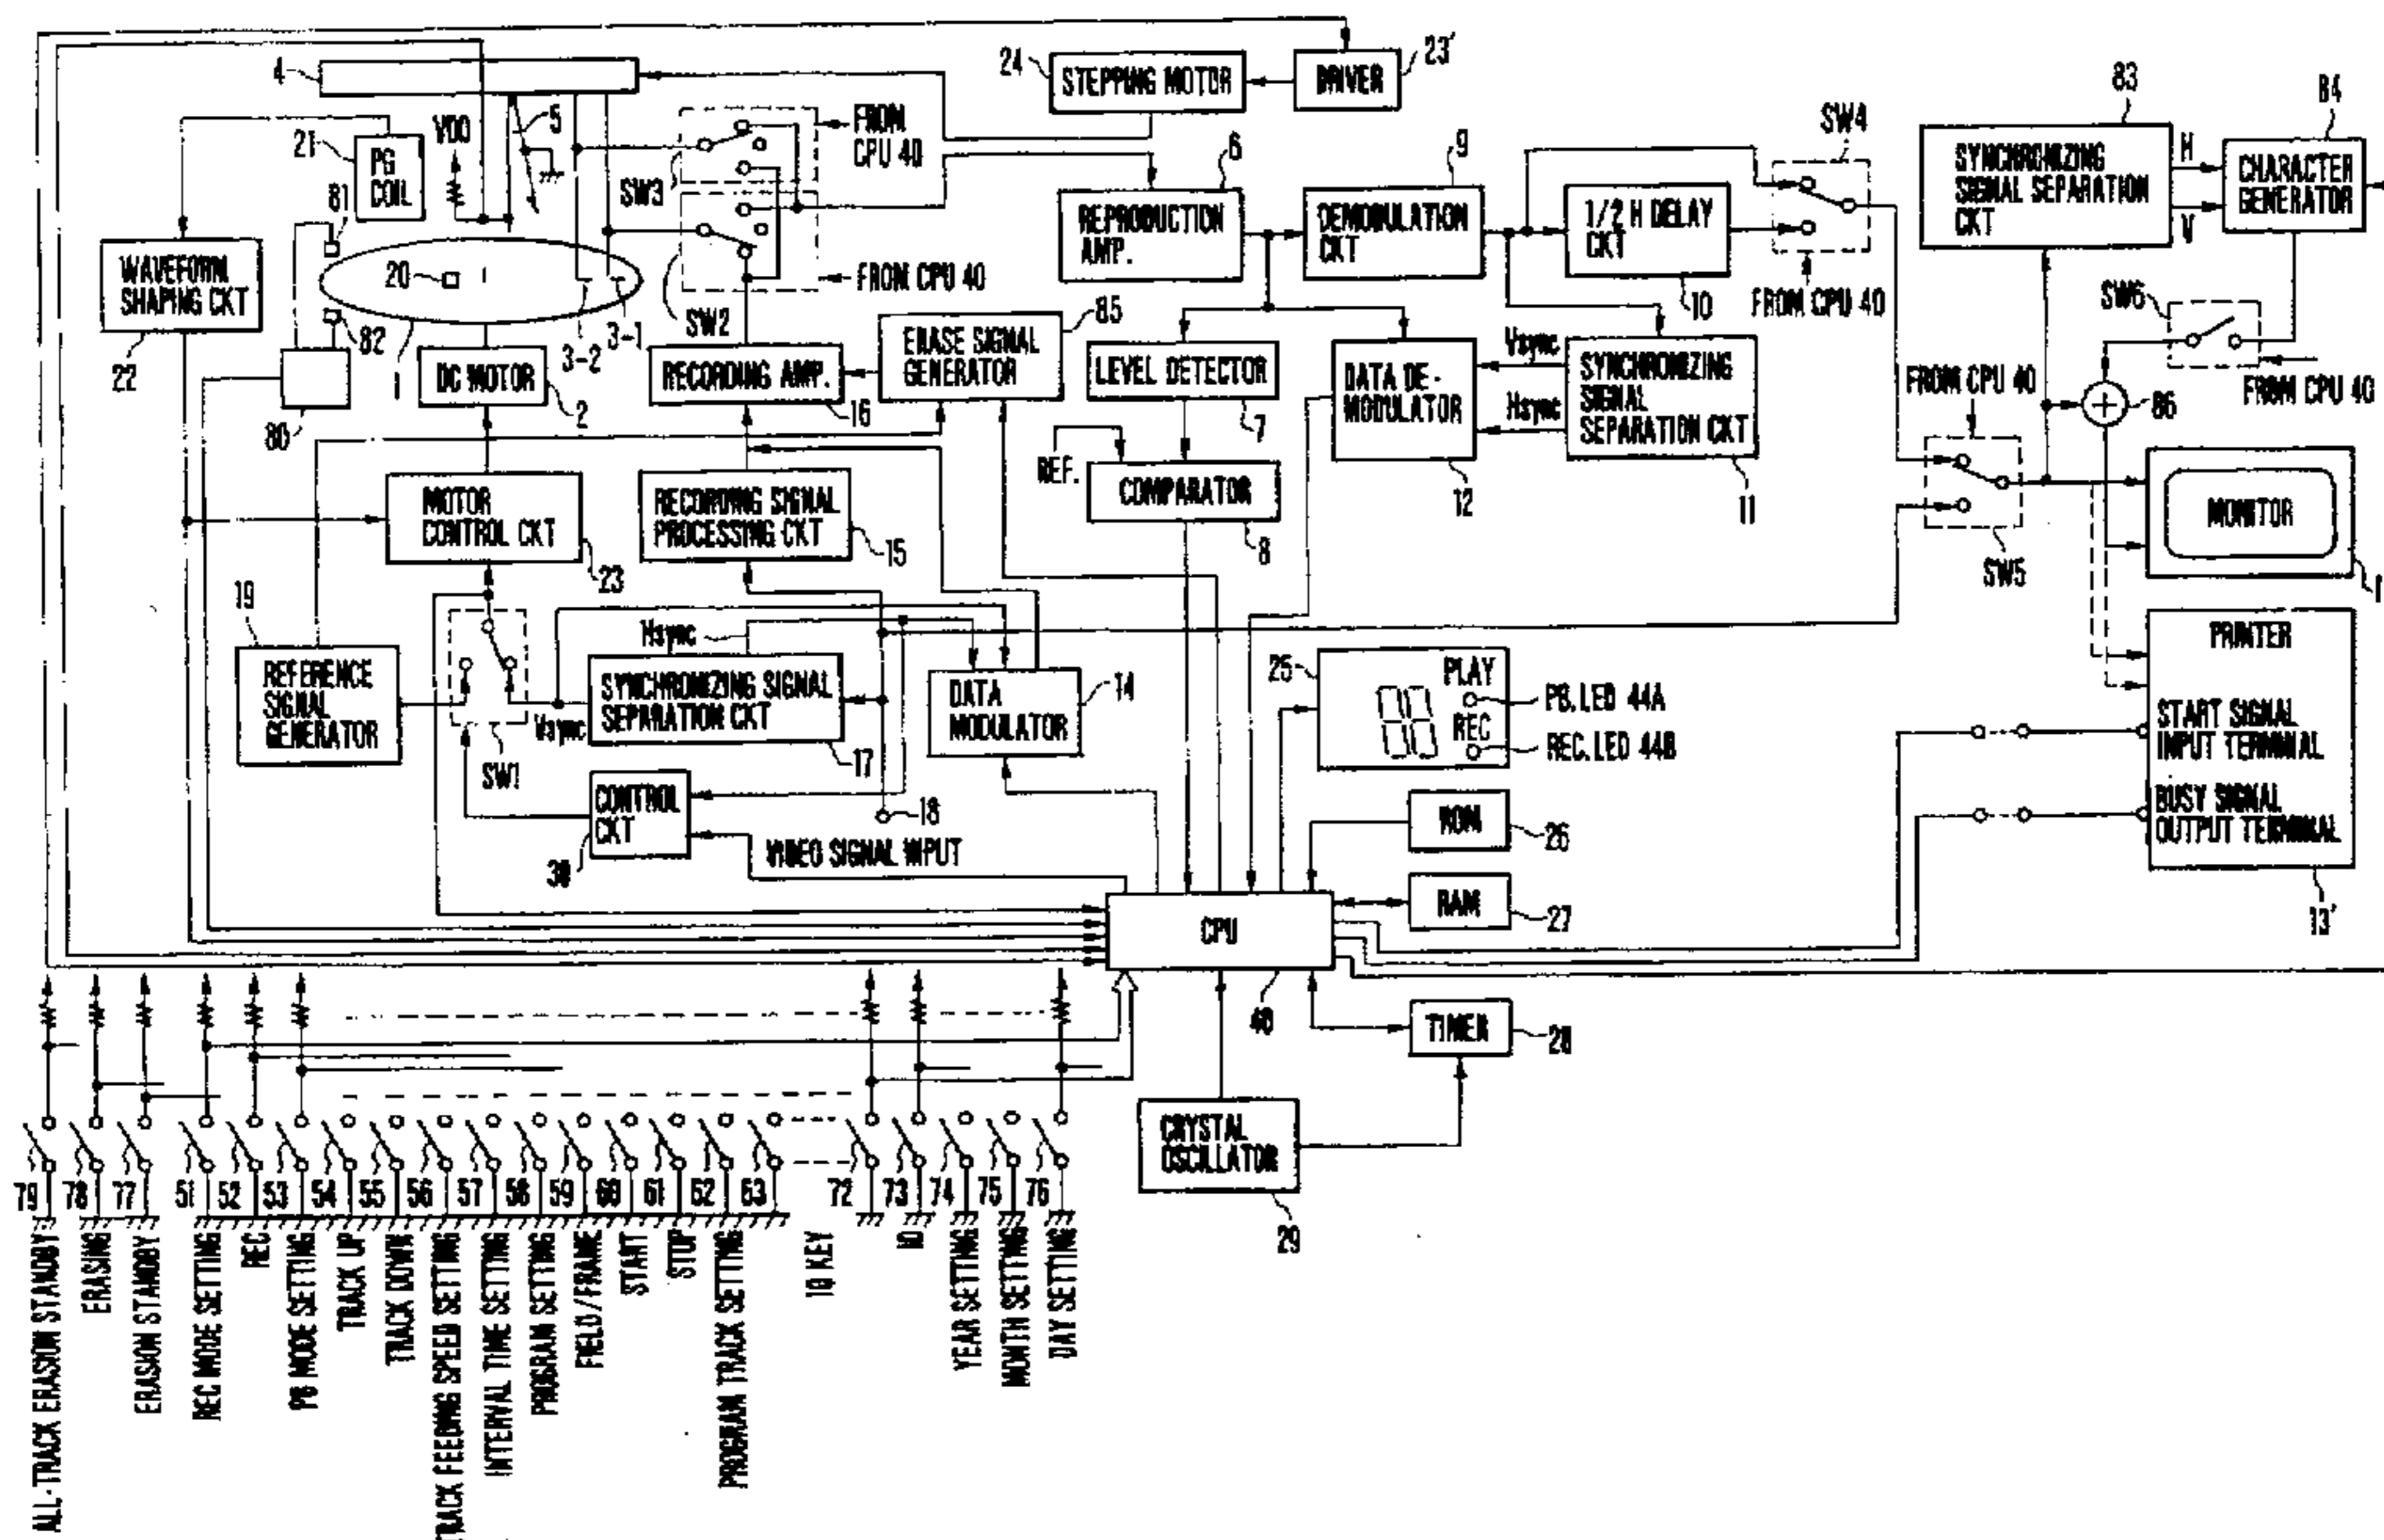 4
24
STEPPING MOTOR
DRIVER
23'
VDD
5
21
PG
COIL
FROM
CPU 40
SW3
6
9
SW4
83
84
SYNCHRONIZING
SIGNAL SEPARATION
CKT
H
V
CHARACTER
GENERATOR
81
WAVEFORM
SHAPING CKT
22
20
1
82
80
3-2
3-1
SW2
FROM CPU 40
REPRODUCTION
AMP.
DEMODULATION
CKT
1/2 H DELAY
CKT
10
FROM CPU 40
SW6
FROM CPU 40
86
DC MOTOR
2
RECORDING AMP.
16
ERASE SIGNAL
GENERATOR
85
LEVEL DETECTOR
7
DATA DE-
MODULATOR
12
Vsync
Hsync
SYNCHRONIZING
SIGNAL
SEPARATION CKT
11
FROM CPU 40
SW5
REF.
COMPARATOR
8
MOTOR
CONTROL CKT
23
RECORDING SIGNAL
PROCESSING CKT
15
MONITOR
1
19
REFERENCE
SIGNAL
GENERATOR
SW1
Vsync
Hsync
SYNCHRONIZING SIGNAL
SEPARATION CKT
17
DATA
MODULATOR
14
25
PLAY
REC
PB.LED 44A
REC.LED 44B
PRINTER
START SIGNAL
INPUT TERMINAL
BUSY SIGNAL
OUTPUT TERMINAL
13'
CONTROL
CKT
30
18
VIDEO SIGNAL INPUT
ROM
26
RAM
27
CPU
40
TIMER
28
CRYSTAL
OSCILLATOR
29
79
78
77
51
52
53
54
55
56
57
58
59
60
61
62
63
72
73
74
75
76
ALL-TRACK ERASION STANDBY
ERASING
ERASION STANDBY
REC MODE SETTING
REC
PB MODE SETTING
TRACK UP
TRACK DOWN
TRACK FEEDING SPEED SETTING
INTERVAL TIME SETTING
PROGRAM SETTING
FIELD/FRAME
START
STOP
PROGRAM TRACK SETTING
10 KEY
ID
YEAR SETTING
MONTH SETTING
DAY SETTING